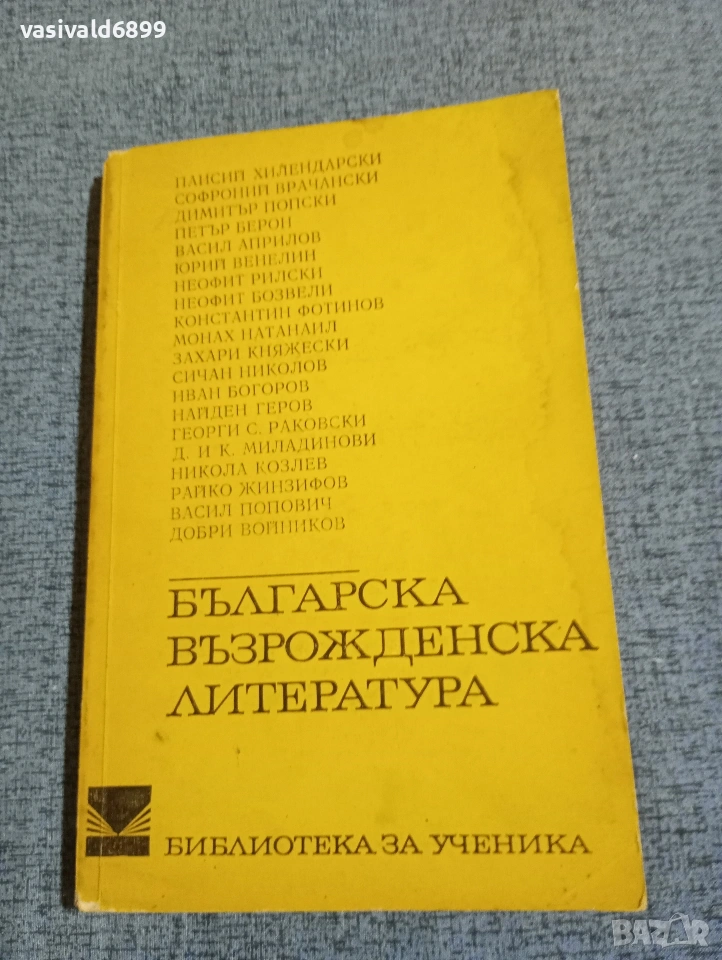 vasivald6899
ПАИСИЙ ХИЛЕНДАРСКИ
СОФРОНИЙ ВРАЧАНСКИ
ДИМИТЪР ПОПСКИ
ПЕТЪР БЕРОН
ВАСИЛ АПРИЛОВ
ЮРИЙ ВЕНЕЛИН
НЕОФИТ РИЛСКИ
НЕОФИТ БОЗВЕЛИ
КОНСТАНТИН ФОТИНОВ
МОНАХ НАТАНАИЛ
ЗАХАРИ КНЯЖЕСКИ
СИЧАН НИКОЛОВ
ИВАН БОГОРОВ
НАЙДЕН ГЕРОВ
ГЕОРГИ С. РАКОВСКИ
Д. И К. МИЛАДИНОВИ
НИКОЛА КОЗЛЕВ
РАЙКО ЖИНЗИФОВ
ВАСИЛ ПОПОВИЧ
ДОБРИ ВОЙНИКОВ
БЪЛГАРСКА
ВЪЗРОЖДЕНСКА
ЛИТЕРАТУРА
БИБЛИОТЕКА ЗА УЧЕНИКА
BAZAR